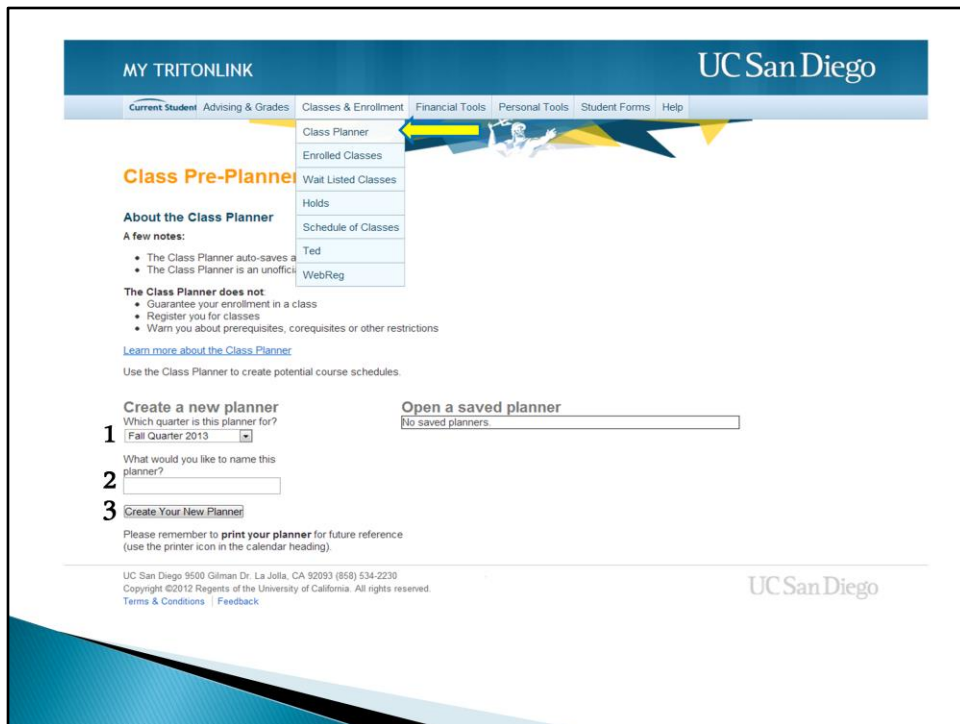 MY TRITONLINK
UC San Diego
Current Student Advising & Grades Classes & Enrollment Financial Tools Personal Tools Student Forms Help
Class Planner
Enrolled Classes
Wait Listed Classes
Holds
Schedule of Classes
Ted
WebReg
Class Pre-Planner
About the Class Planner
A few notes:
• The Class Planner auto-saves a
• The Class Planner is an unoffici
The Class Planner does not:
• Guarantee your enrollment in a class
• Register you for classes
• Warn you about prerequisites, corequisites or other restrictions
Learn more about the Class Planner
Use the Class Planner to create potential course schedules.
Create a new planner
Which quarter is this planner for?
1 Fall Quarter 2013
What would you like to name this
planner?
2
3 Create Your New Planner
Please remember to print your planner for future reference
(use the printer icon in the calendar heading).
Open a saved planner
No saved planners.
UC San Diego 9500 Gilman Dr. La Jolla, CA 92093 (858) 534-2230
Copyright ©2012 Regents of the University of California. All rights reserved.
Terms & Conditions | Feedback
UC San Diego